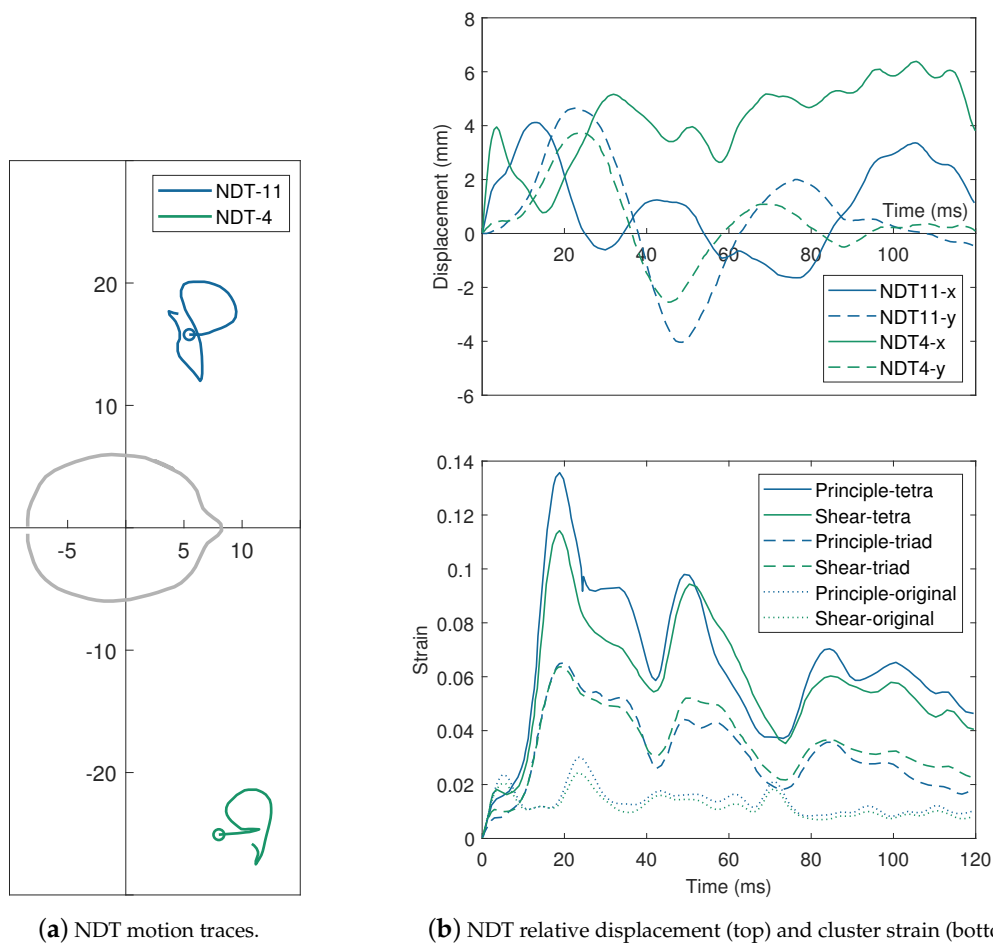 NDT-11
NDT-4
20
10
-5
5
10
-10
-20
(a) NDT motion traces.
8
6
4
2
0
-2
-4
-6
Displacement (mm)
Time (ms)
20
40
60
80
100
NDT11-x
NDT11-y
NDT4-x
NDT4-y
0.14
0.12
0.1
0.08
0.06
0.04
0.02
0
Strain
Principle-tetra
Shear-tetra
Principle-triad
Shear-triad
Principle-original
Shear-original
0
20
40
60
80
100
120
Time (ms)
(b) NDT relative displacement (top) and cluster strain